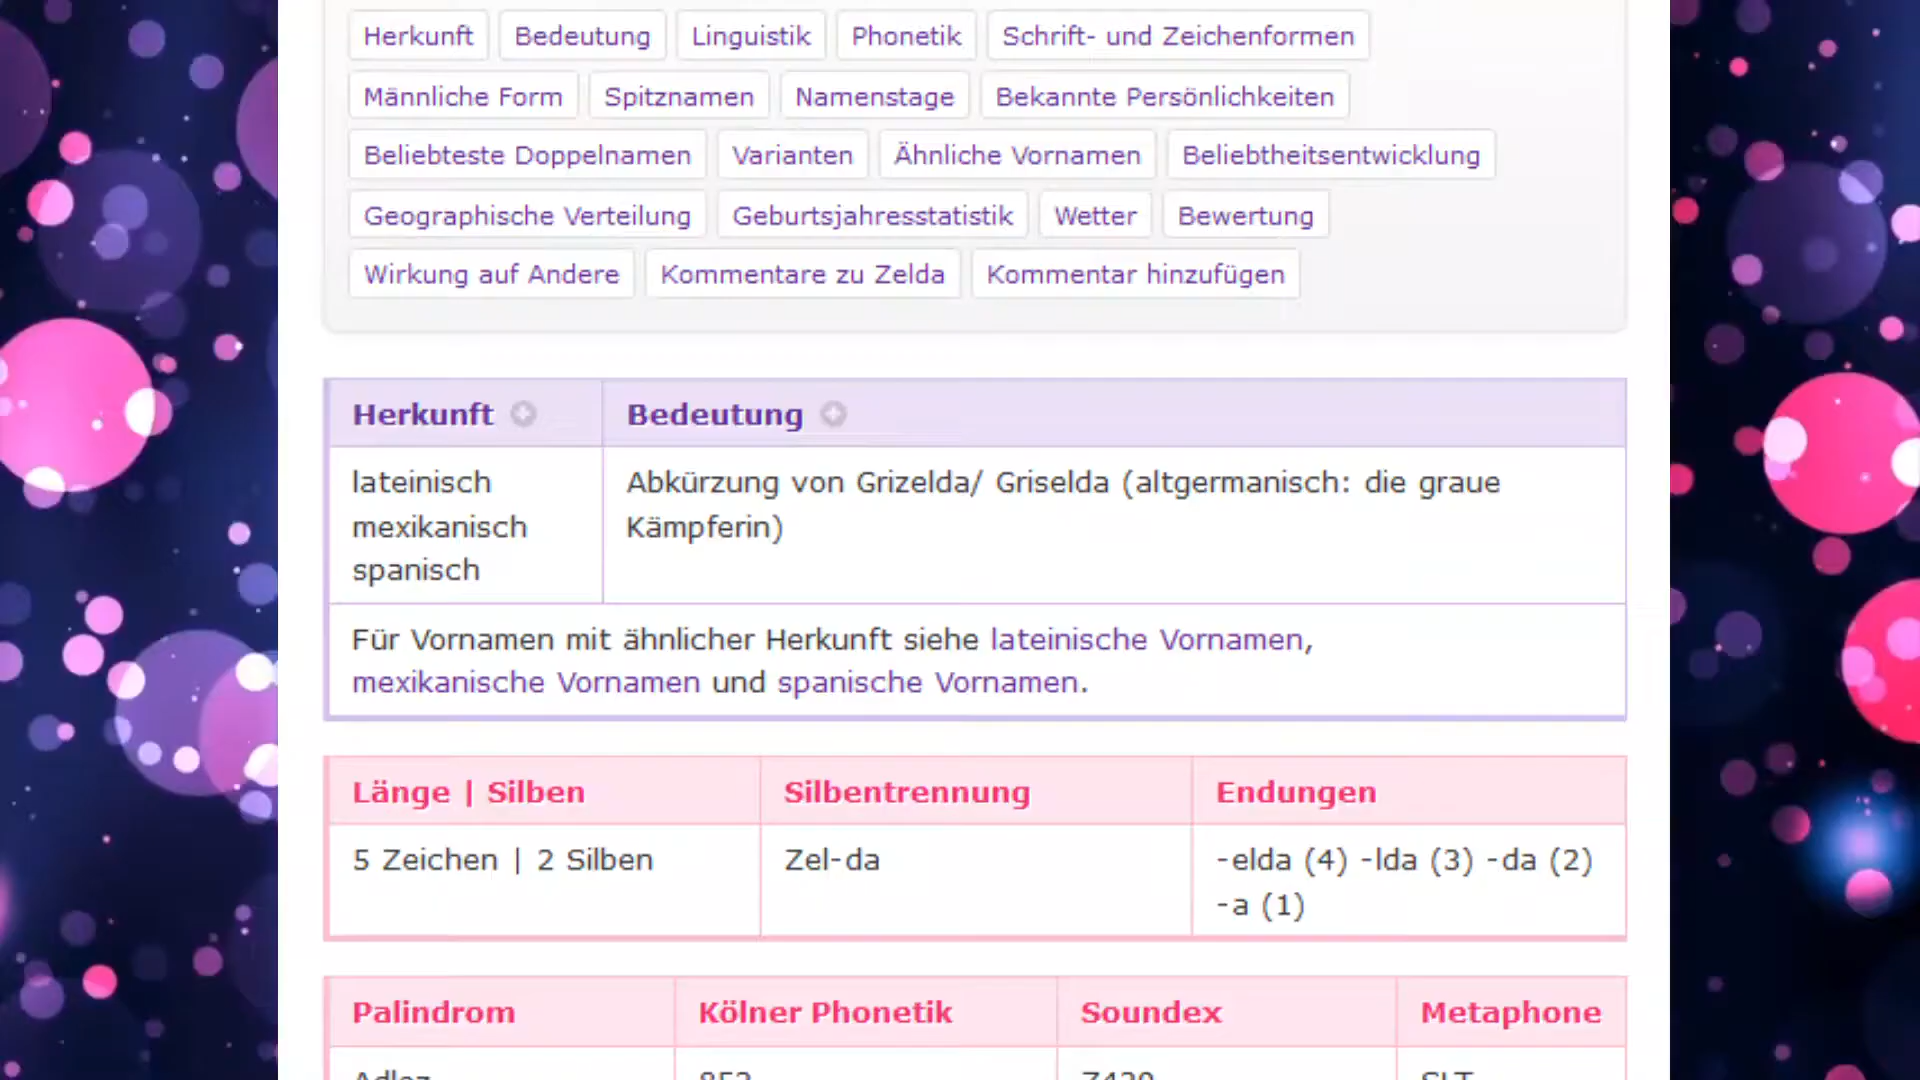 Herkunft Bedeutung Linguistik Phonetik Schrift- und Zeichenformen
Männliche Form Spitznamen Namenstage Bekannte Persönlichkeiten
Beliebteste Doppelnamen Varianten Ähnliche Vornamen Beliebtheitsentwicklung
Geographische Verteilung Geburtsjahresstatistik Wetter Bewertung
Wirkung auf Andere Kommentare zu Zelda Kommentar hinzufügen
Herkunft Bedeutung
lateinisch
mexikanisch
spanisch
Abkürzung von Grizelda/ Griselda (altgermanisch: die graue
Kämpferin)
Für Vornamen mit ähnlicher Herkunft siehe lateinische Vornamen,
mexikanische Vornamen und spanische Vornamen.
Länge | Silben Silbentrennung Endungen
5 Zeichen | 2 Silben Zel-da -elda (4) -lda (3) -da (2)
-a (1)
Palindrom Kölner Phonetik Soundex Metaphone